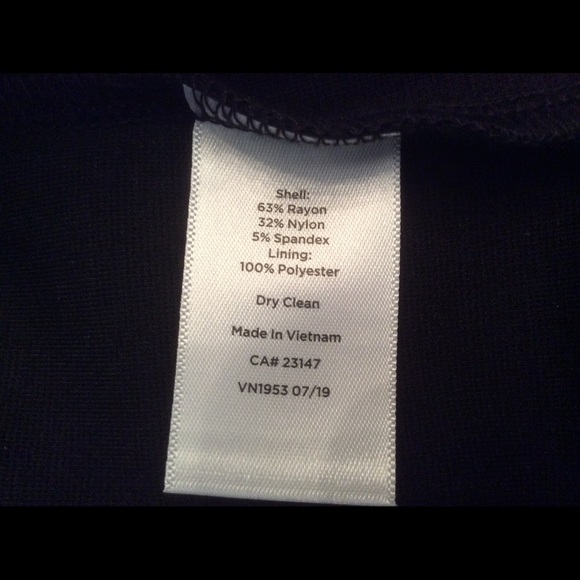 Shell:
63% Rayon
32% Nylon
5% Spandex
Lining:
100% Polyester
Dry Clean
Made In Vietnam
CA# 23147
VN1953 07/19